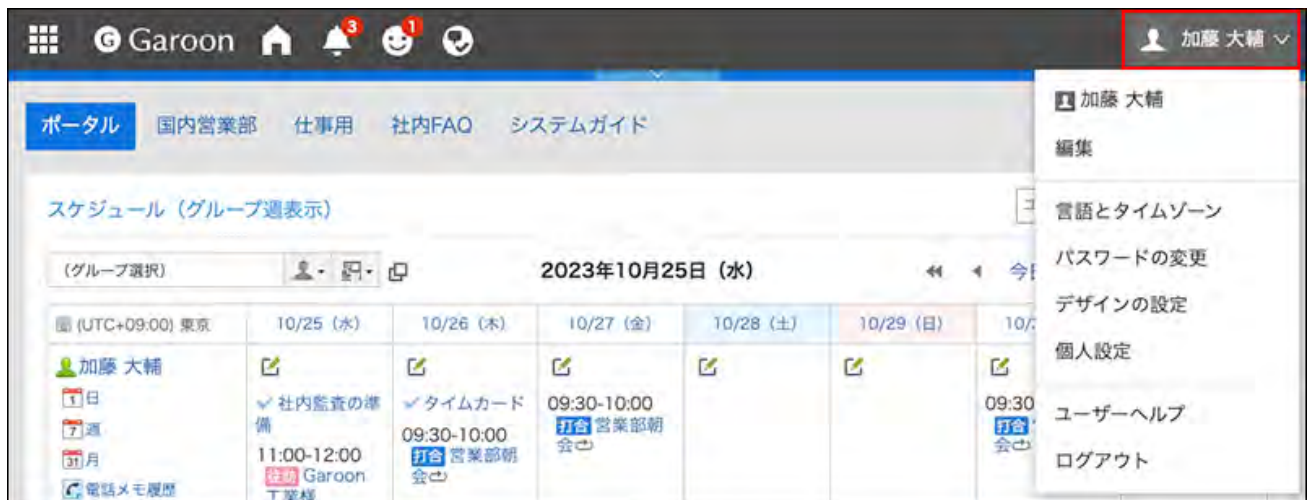 Garoon 3 1 加藤 大輔
加藤 大輔
ポータル 国内営業部 仕事用 社内FAQ システムガイド
編集
スケジュール（グループ週表示）
言語とタイムゾーン
(グループ選択) 2023年10月25日（水） 今日
パスワードの変更
デザインの設定
(UTC+09:00) 東京 10/25（木） 10/26（木） 10/27（金） 10/28（土） 10/29（日） 10/
個人設定
加藤 大輔
日 社内監査の準 タイムカード 09:30-10:00 09:30
備 打合 営業部朝 打合
ユーザーヘルプ
週 09:30-10:00 会 会
月 11:00-12:00 打合 営業部朝
ログアウト
往訪 Garoon 会
電話メモ履歴 工業様